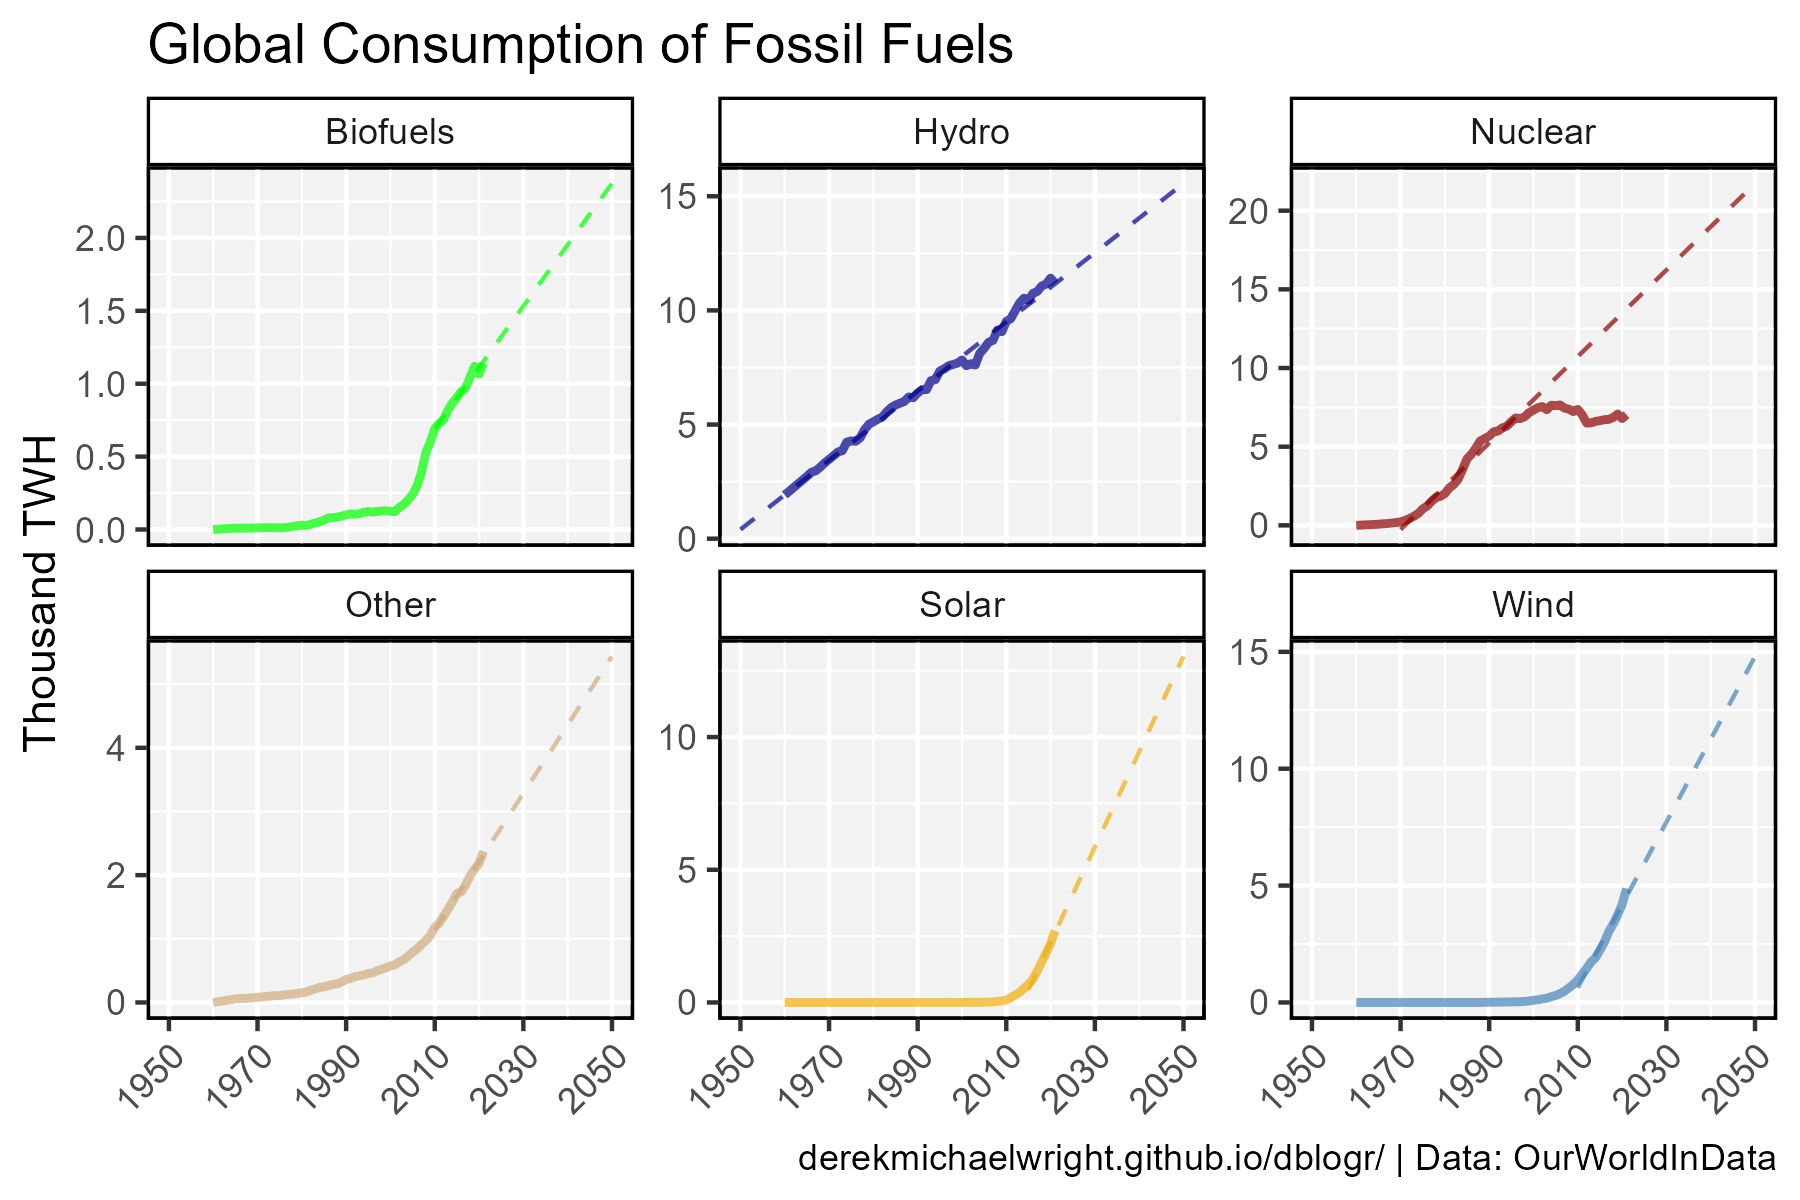 Global Consumption of Fossil Fuels
Biofuels
Hydro
Nuclear
2.0
1.5
1.0
0.5
0.0
15
10
5
0
20
15
10
5
0
Thousand TWH
Other
Solar
Wind
4
2
0
10
5
0
15
10
5
0
1950 1970 1990 2010 2030 2050
1950 1970 1990 2010 2030 2050
1950 1970 1990 2010 2030 2050
derekmichaelwright.github.io/dblogr/ | Data: OurWorldInData